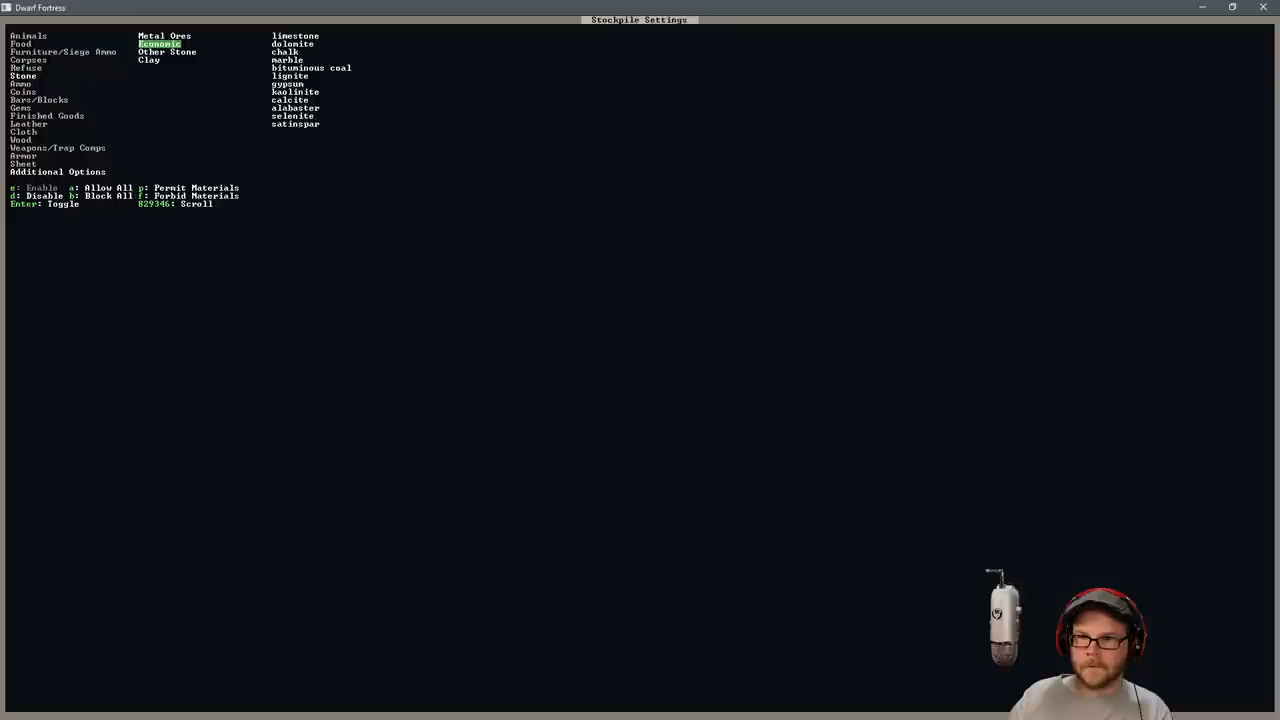 Dwarf Fortress
Stockpile Settings
Animals Metal Ores limestone
Food Economic dolomite
Furniture/Siege Ammo Other Stone chalk
Corpses Clay marble
Refuse bituminous coal
Stone lignite
Ammo gypsum
Coins kaolinite
Bars/Blocks calcite
Gems alabaster
Finished Goods selenite
Leather satinspar
Cloth
Wood
Weapons/Trap Comps
Armor
Sheet
Additional Options
e: Enable a: Allow All p: Permit Materials
d: Disable b: Block All f: Forbid Materials
Enter: Toggle 829346: Scroll